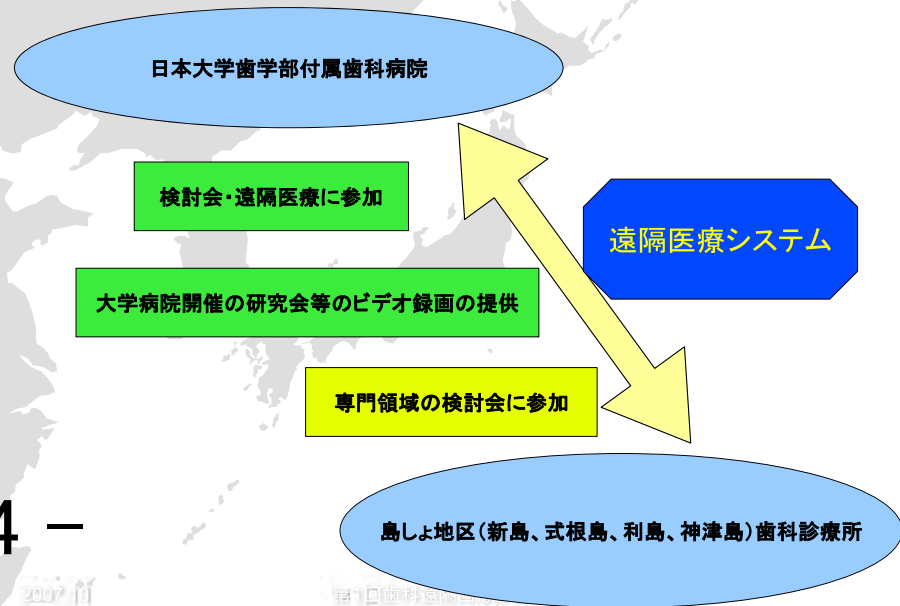 日本大学歯学部付属歯科病院
検討会・遠隔医療に参加
遠隔医療システム
大学病院開催の研究会等のビデオ録画の提供
専門領域の検討会に参加
島しょ地区(新島、式根島、利島、神津島)歯科診療所
4 －
2007.10